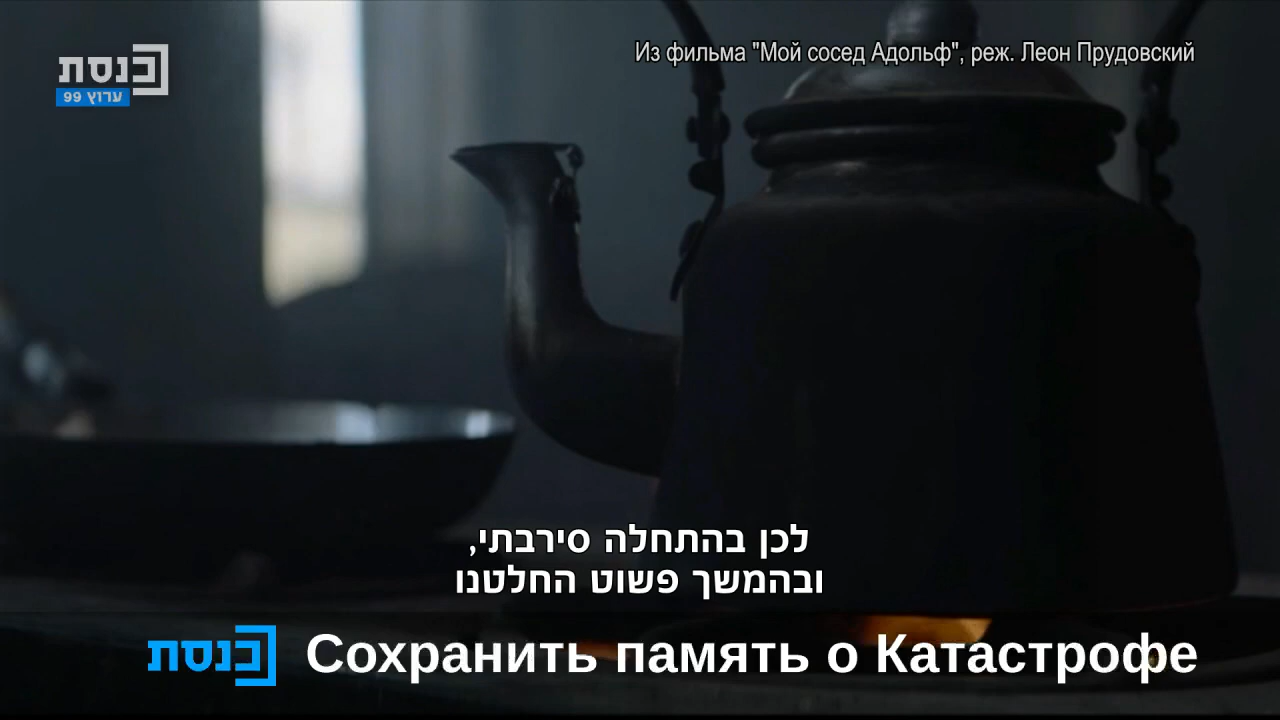 Из фильма "Мой сосед Адольф", реж. Леон Прудовский
כנסת
ערוץ 99
לכן בהתחלה סירבתי,
ובהמשך פשוט החלטנו
כנסת Сохранить память о Катастрофе